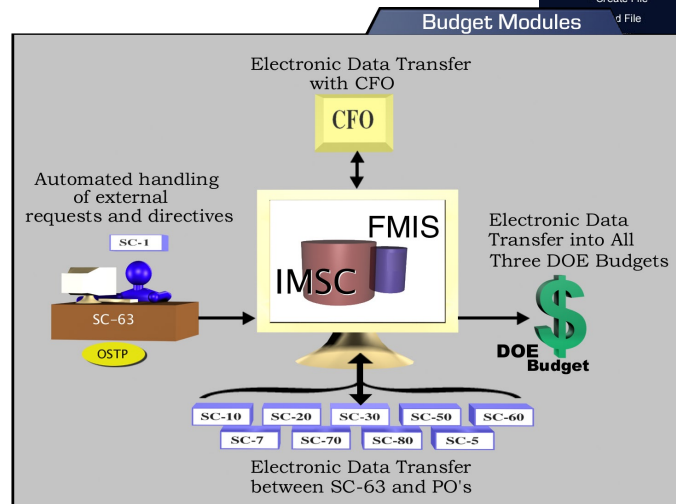 Create File
d File
Budget Modules
Electronic Data Transfer
with CFO
CFO
Automated handling
of external
requests and directives
SC-1
SC-63
OSTP
FMIS
IMSC
Electronic Data
Transfer into All
Three DOE Budgets
$
DOE
Budget
SC-10 SC-20 SC-30 SC-50 SC-60
SC-7 SC-70 SC-80 SC-5
Electronic Data Transfer
between SC-63 and PO's